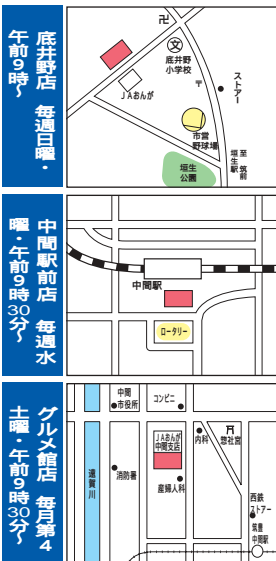 底井野店 毎週日曜・
午前9時〜
卍
文
底井野
小学校
〒
ストアー
JAおんが
市営
野球場
至 筑前
垣生駅
垣生
公園
中間駅前店 毎週水
曜・午前9時30分〜
中間駅
ロータリー
グルメ館店 毎月第4
土曜・午前9時30分〜
中間
市役所
コンビニ
遠賀川
消防署
JAおんが
中間支店
産婦人科
内科
惣社宮
西鉄
ストアー
筑豊
中間駅